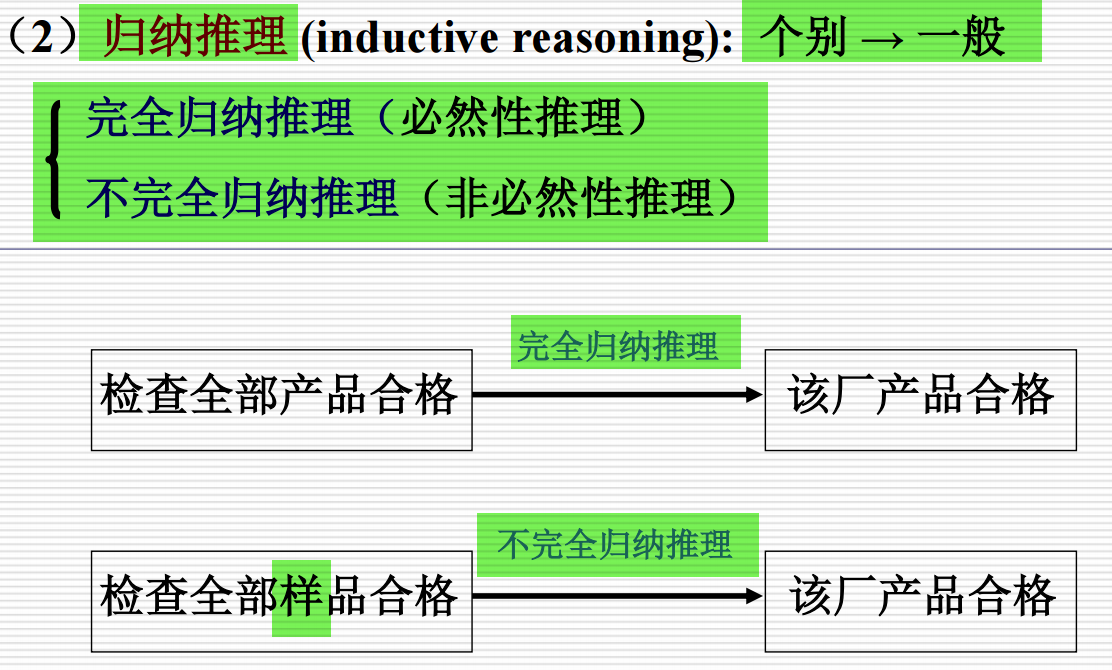 （2）归纳推理 (inductive reasoning): 个别 → 一般
完全归纳推理（必然性推理）
不完全归纳推理（非必然性推理）
完全归纳推理
检查全部产品合格
该厂产品合格
不完全归纳推理
检查全部样品合格
该厂产品合格